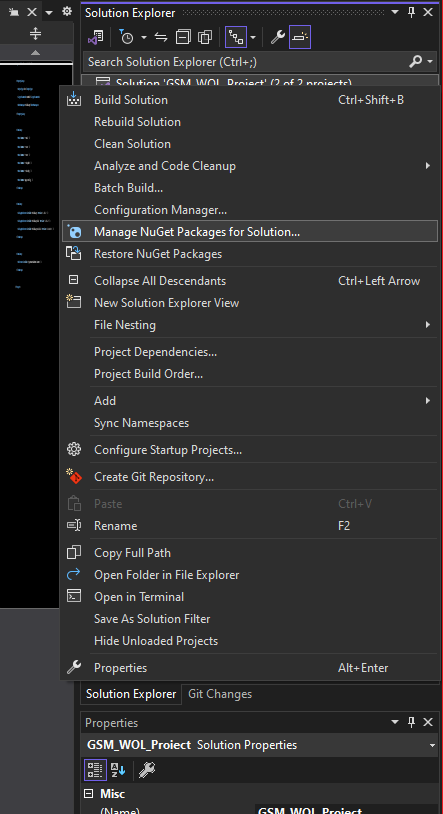 Solution Explorer
Search Solution Explorer (Ctrl+;)
Solution 'GSM_WOL_Project' (2 of 2 projects)
Build Solution Ctrl+Shift+B
Rebuild Solution
Clean Solution
Analyze and Code Cleanup
Batch Build...
Configuration Manager...
Manage NuGet Packages for Solution...
Restore NuGet Packages
Collapse All Descendants Ctrl+Left Arrow
New Solution Explorer View
File Nesting
Project Dependencies...
Project Build Order...
Add
Sync Namespaces
Configure Startup Projects...
Create Git Repository...
Paste Ctrl+V
Rename F2
Copy Full Path
Open Folder in File Explorer
Open in Terminal
Save As Solution Filter
Hide Unloaded Projects
Properties Alt+Enter
Solution Explorer Git Changes
Properties
GSM_WOL_Project Solution Properties
Misc
(Name) GSM_WOL_Project